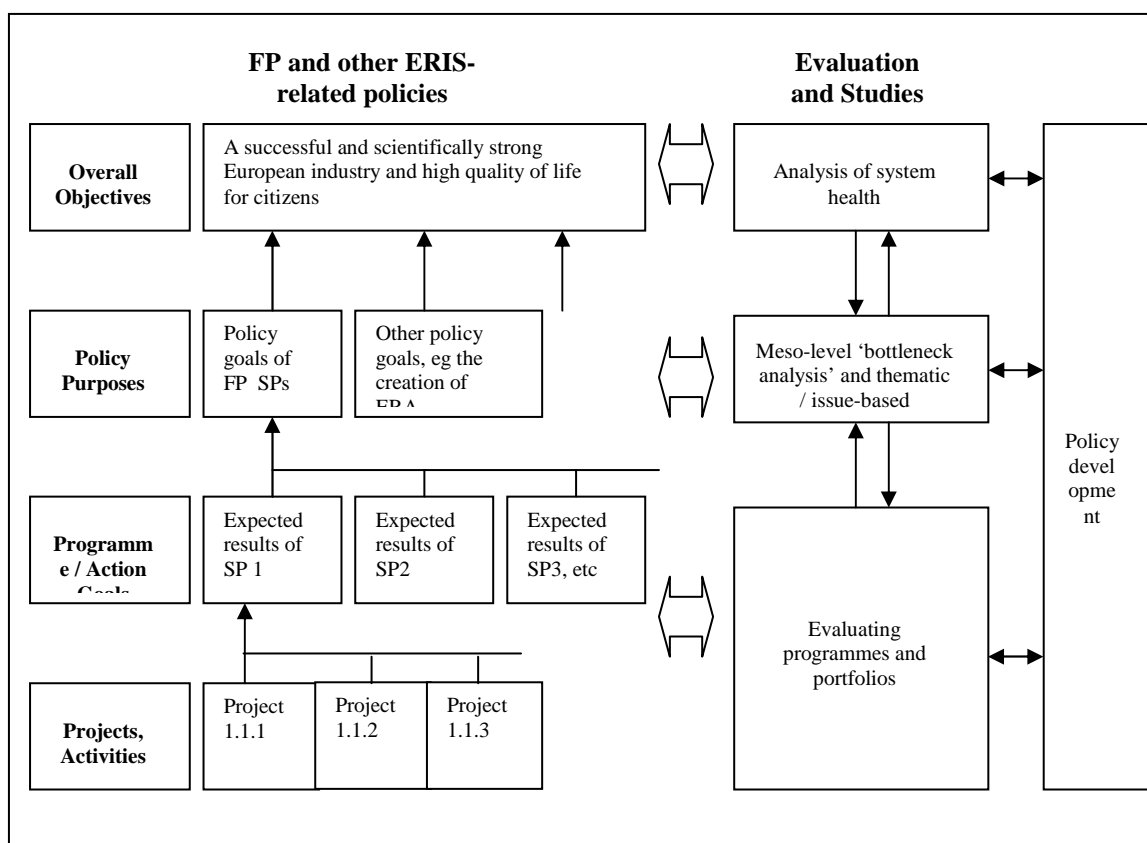 FP and other ERIS-
related policies
Evaluation
and Studies
Overall
Objectives
A successful and scientifically strong
European industry and high quality of life
for citizens
Analysis of system
health
Policy
Purposes
Policy
goals of
FP SPs
Other policy
goals, eg the
creation of
ERA
Meso-level ‘bottleneck
analysis’ and thematic
/ issue-based
Policy
devel
opme
nt
Programm
e / Action
Goals
Expected
results of
SP 1
Expected
results of
SP2
Expected
results of
SP3, etc
Evaluating
programmes and
portfolios
Projects,
Activities
Project
1.1.1
Project
1.1.2
Project
1.1.3